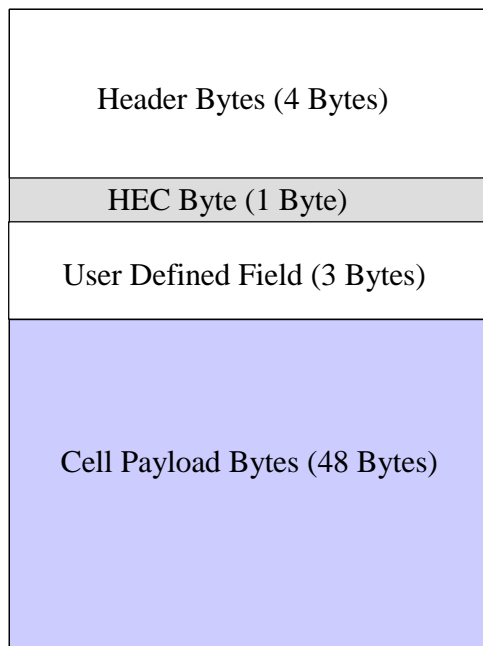 Header Bytes (4 Bytes)
HEC Byte (1 Byte)
User Defined Field (3 Bytes)
Cell Payload Bytes (48 Bytes)